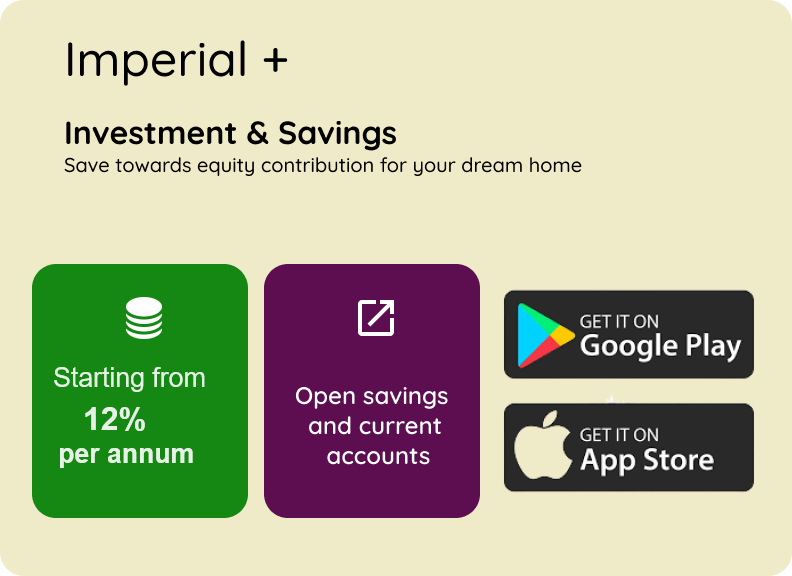 Imperial +
Investment & Savings
Save towards equity contribution for your dream home
Starting from
12%
per annum
Open savings
and current
accounts
GET IT ON
Google Play
GET IT ON
App Store